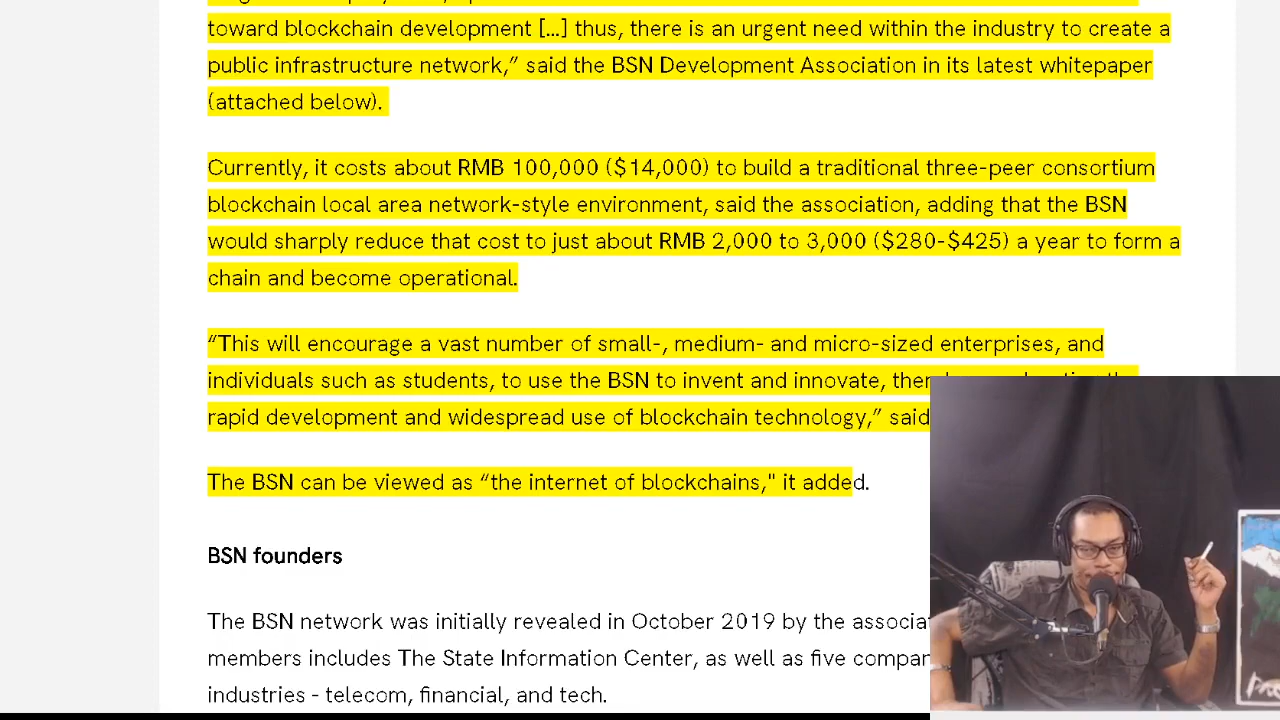 toward blockchain development [...] thus, there is an urgent need within the industry to create a
public infrastructure network,” said the BSN Development Association in its latest whitepaper
(attached below).
Currently, it costs about RMB 100,000 ($14,000) to build a traditional three-peer consortium
blockchain local area network-style environment, said the association, adding that the BSN
would sharply reduce that cost to just about RMB 2,000 to 3,000 ($280-$425) a year to form a
chain and become operational.
“This will encourage a vast number of small-, medium- and micro-sized enterprises, and
individuals such as students, to use the BSN to invent and innovate,
rapid development and widespread use of blockchain technology,” said
The BSN can be viewed as “the internet of blockchains," it added.
BSN founders
The BSN network was initially revealed in October 2019 by the
members includes The State Information Center, as well as five
industries - telecom, financial, and tech.